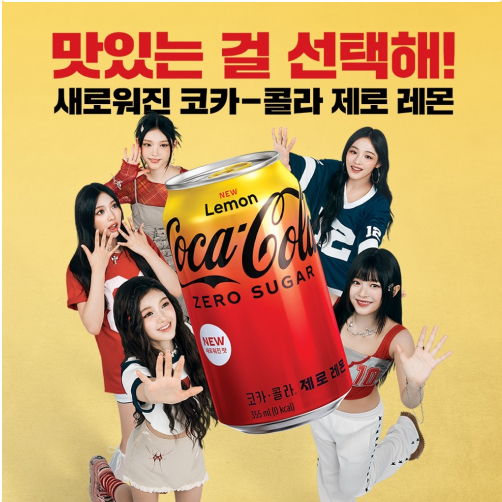 맛있는 걸 선택해!
새로워진 코카-콜라 제로 레몬
NEW
Lemon
Coca-Cola
ZERO SUGAR
NEW
새로워진 맛
코카·콜라 제로 레몬
355 ml (0 kcal)
12
12
10